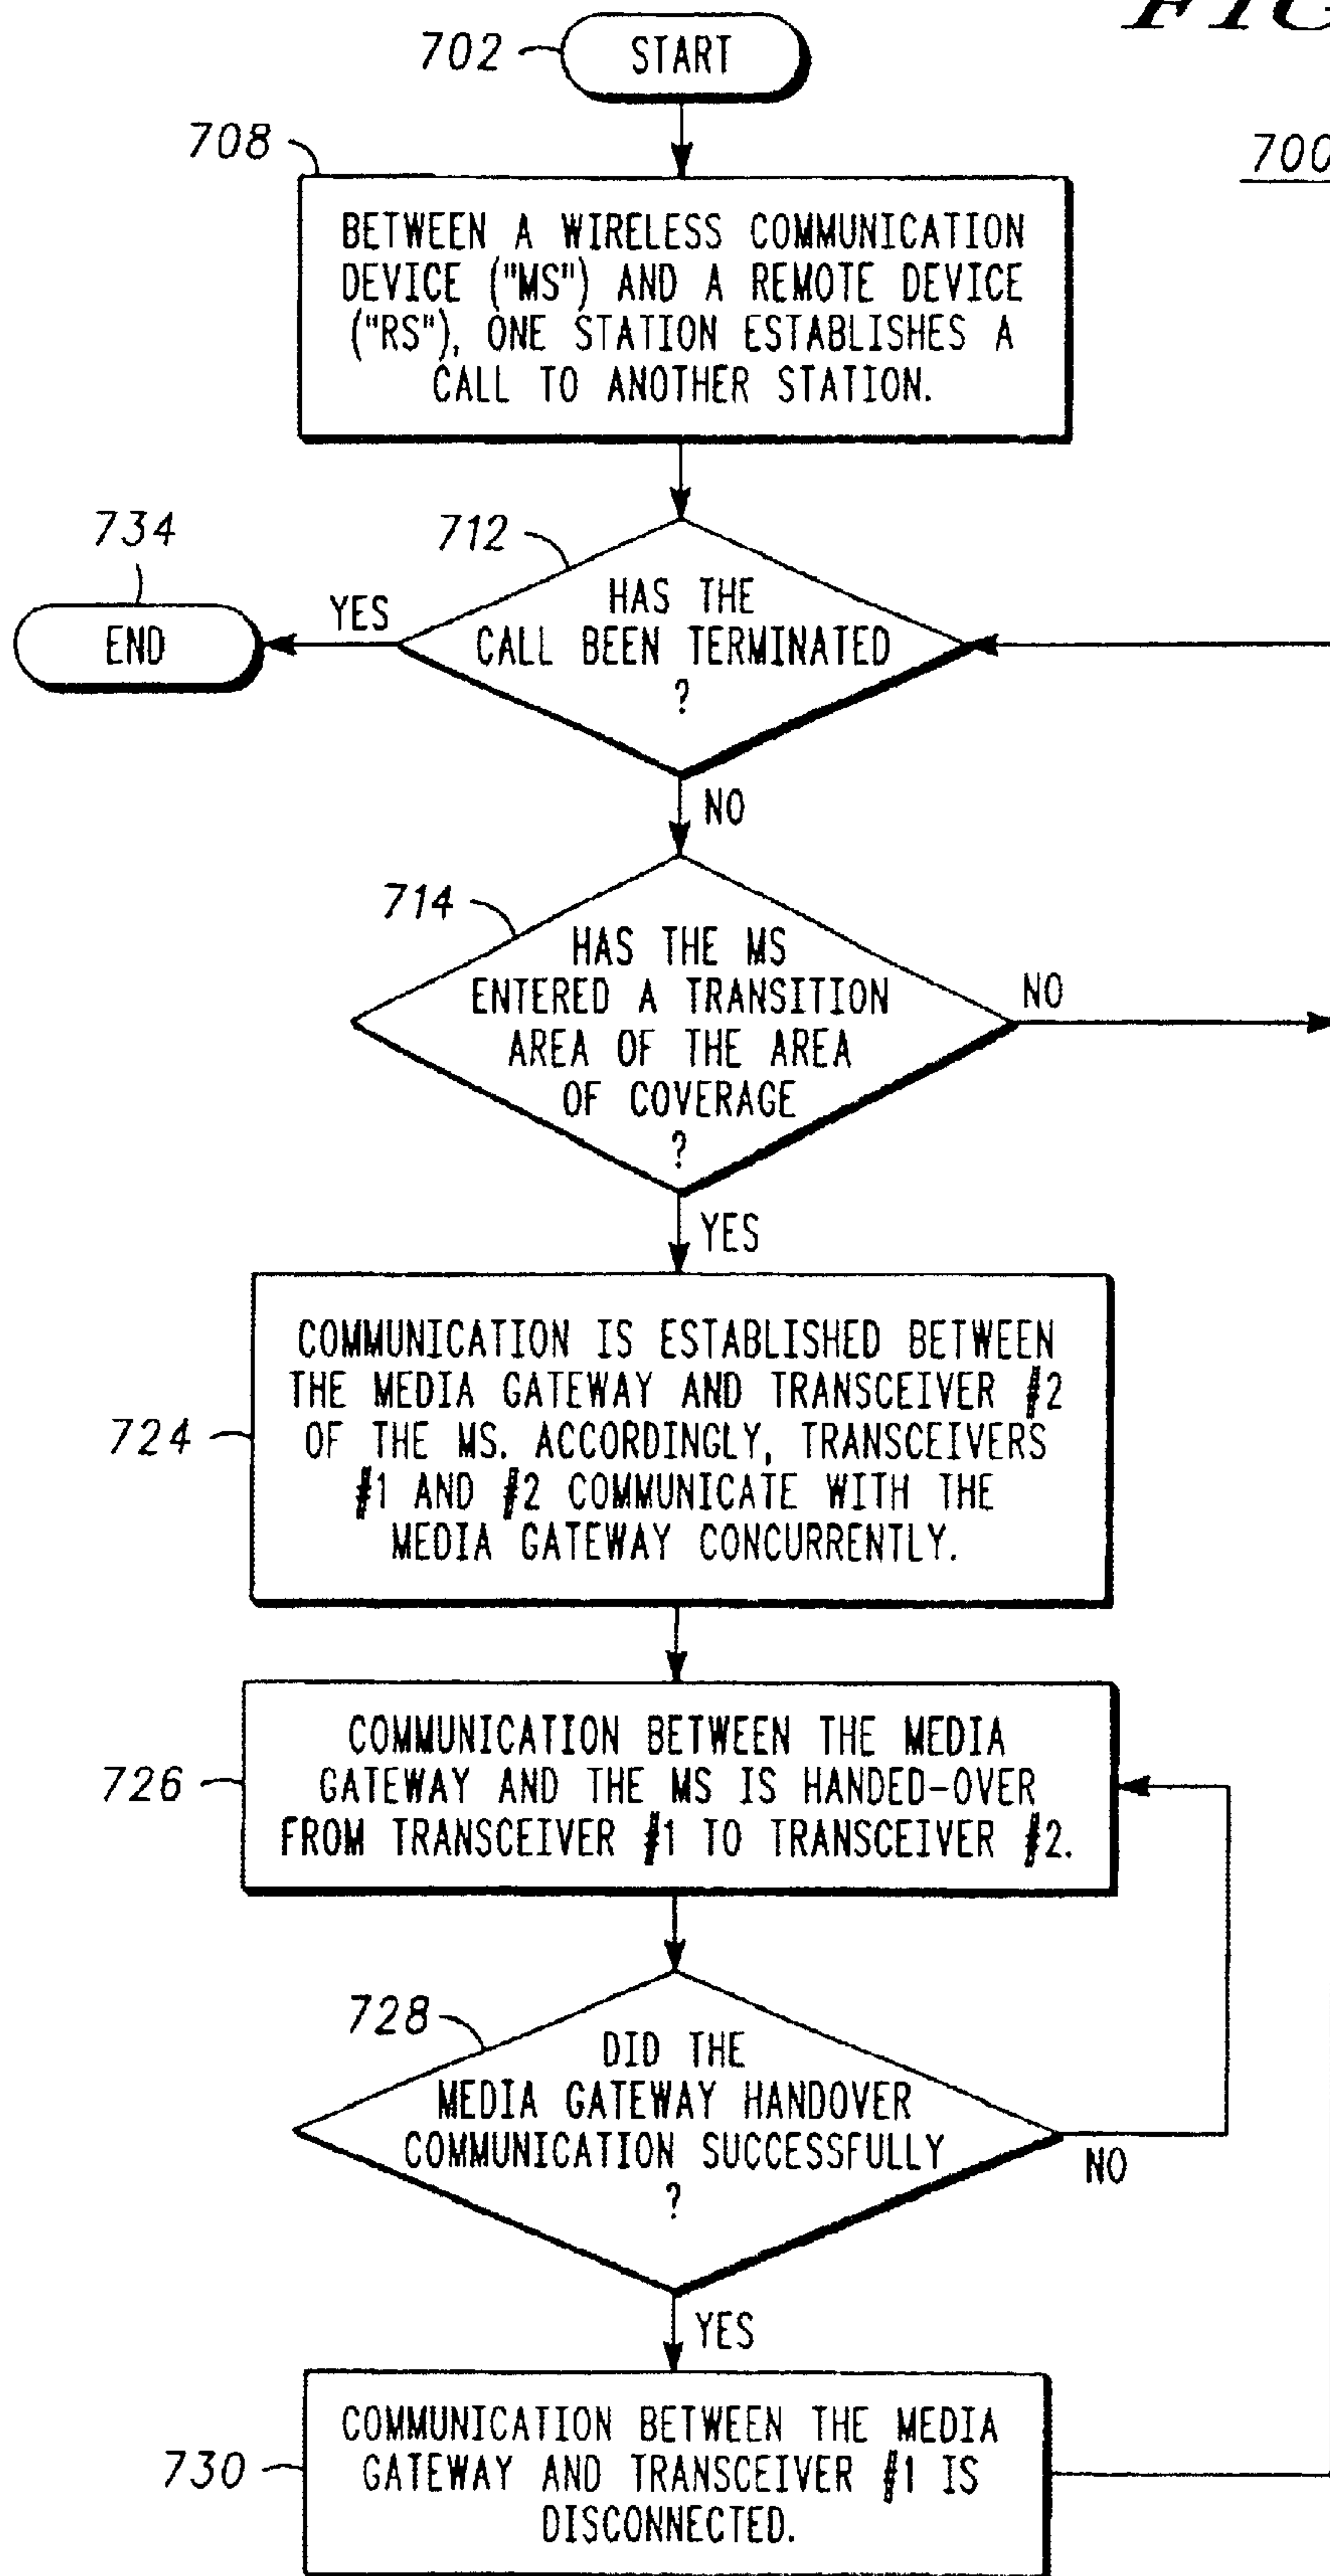 FIG
702
START
700
708
BETWEEN A WIRELESS COMMUNICATION
DEVICE ("MS") AND A REMOTE DEVICE
("RS"), ONE STATION ESTABLISHES A
CALL TO ANOTHER STATION.
734
712
END
YES
HAS THE
CALL BEEN TERMINATED
?
NO
714
HAS THE MS
ENTERED A TRANSITION
AREA OF THE AREA
OF COVERAGE
?
NO
YES
724
COMMUNICATION IS ESTABLISHED BETWEEN
THE MEDIA GATEWAY AND TRANSCEIVER #2
OF THE MS. ACCORDINGLY, TRANSCEIVERS
#1 AND #2 COMMUNICATE WITH THE
MEDIA GATEWAY CONCURRENTLY.
726
COMMUNICATION BETWEEN THE MEDIA
GATEWAY AND THE MS IS HANDED-OVER
FROM TRANSCEIVER #1 TO TRANSCEIVER #2.
728
DID THE
MEDIA GATEWAY HANDOVER
COMMUNICATION SUCCESSFULLY
?
NO
YES
730
COMMUNICATION BETWEEN THE MEDIA
GATEWAY AND TRANSCEIVER #1 IS
DISCONNECTED.